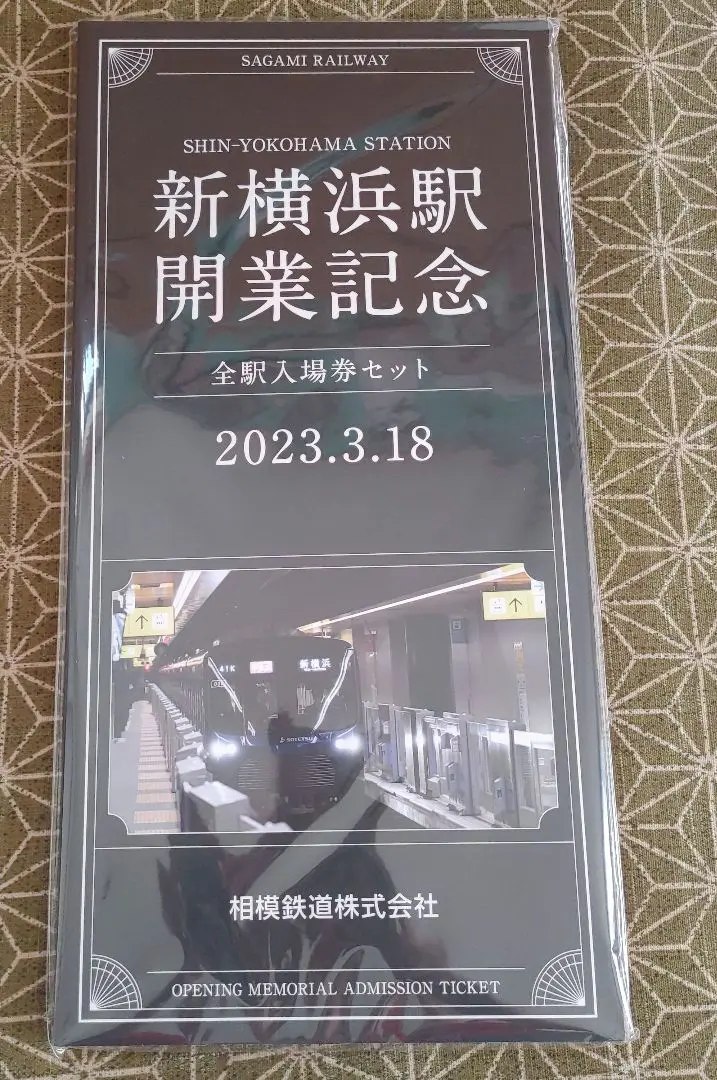 SAGAMI RAILWAY
SHIN-YOKOHAMA STATION
新横浜駅
開業記念
全駅入場券セット
2023.3.18
41K
新横浜
SOTETSU
相模鉄道株式会社
OPENING MEMORIAL ADMISSION TICKET